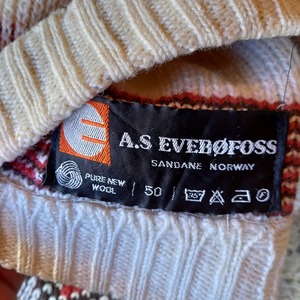 A.S. EVEBØFOSS
SANDANE NORWAY
PURE NEW
WOOL
50